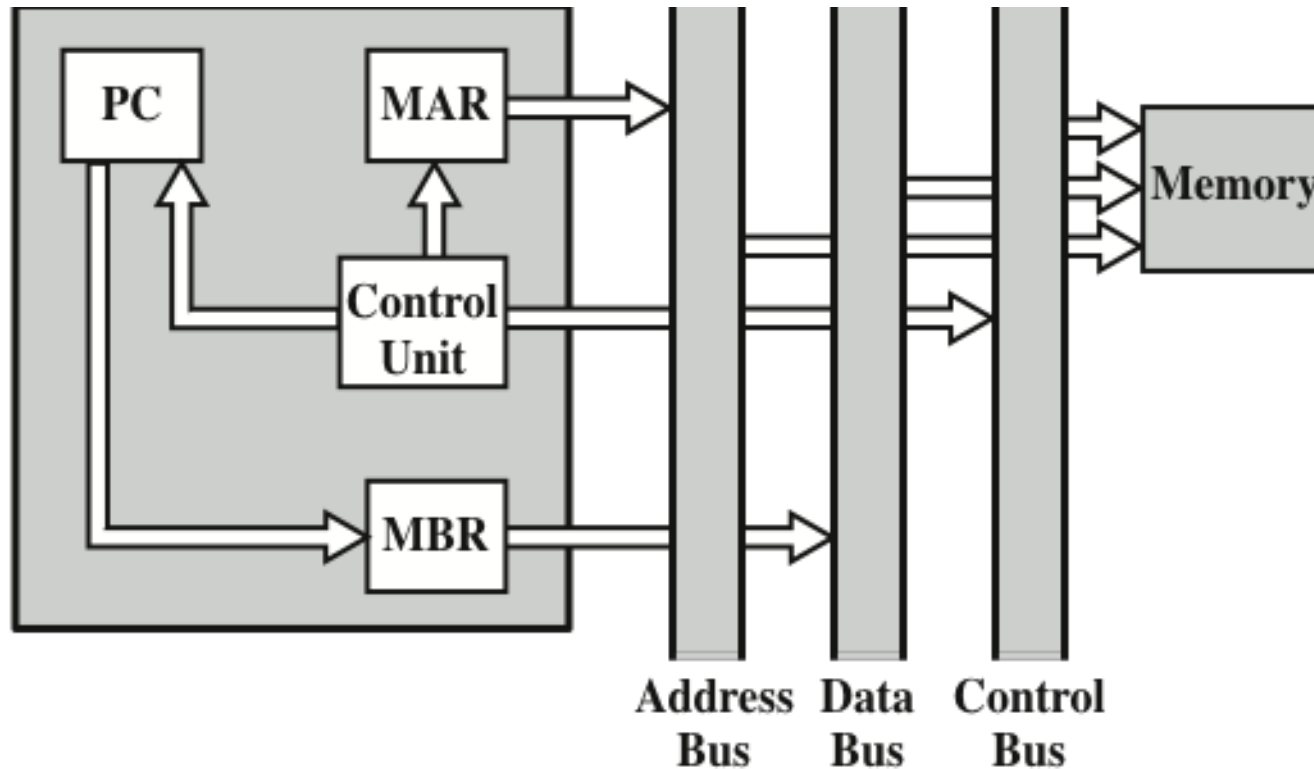 PC
MAR
Memory
Control
Unit
MBR
Address
Bus
Data
Bus
Control
Bus